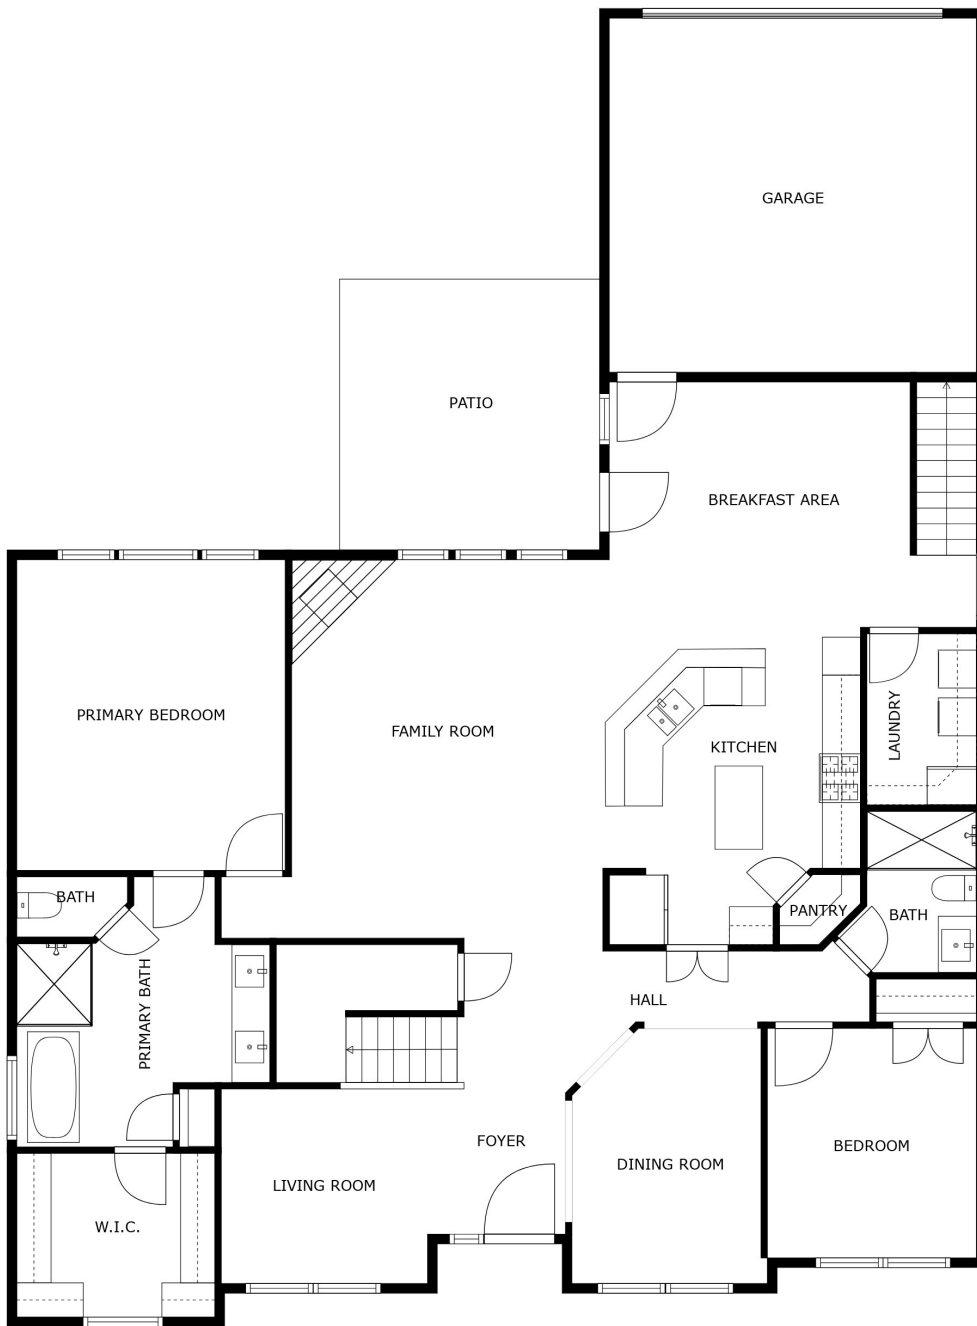 GARAGE
PATIO
BREAKFAST AREA
PRIMARY BEDROOM
FAMILY ROOM
KITCHEN
LAUNDRY
BATH
PANTRY
BATH
PRIMARY BATH
HALL
FOYER
BEDROOM
DINING ROOM
LIVING ROOM
W.I.C.